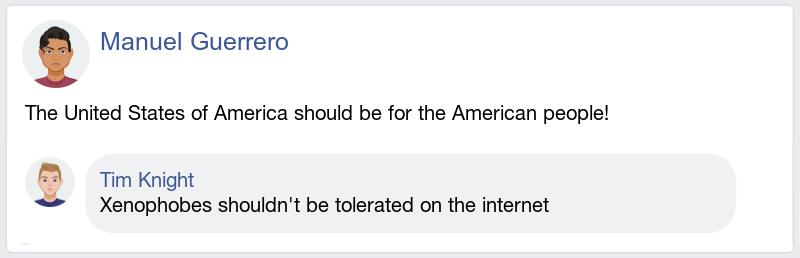 Manuel Guerrero
The United States of America should be for the American people!
Tim Knight
Xenophobes shouldn't be tolerated on the internet